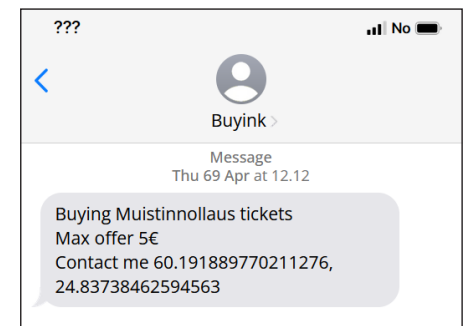 ??? No
Buyink
Message
Thu 69 Apr at 12.12
Buying Muistinnollaus tickets
Max offer 5€
Contact me 60.191889770211276,
24.83738462594563